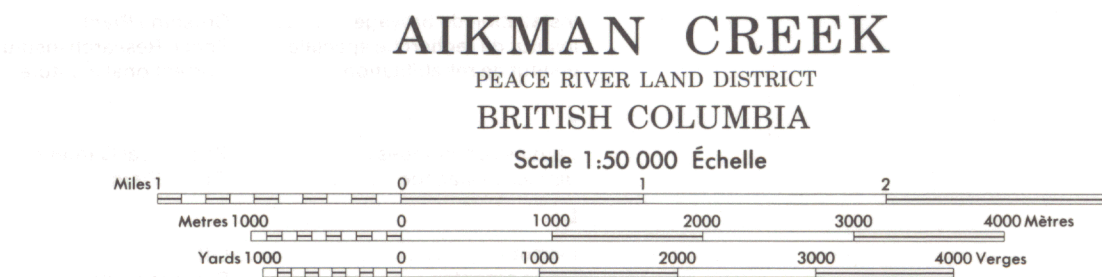 AIKMAN CREEK
PEACE RIVER LAND DISTRICT
BRITISH COLUMBIA
Scale 1:50 000 Échelle
Miles 1 0 1 2
Metres 1000 0 1000 2000 3000 4000 Mètres
Yards 1000 0 1000 2000 3000 4000 Verges